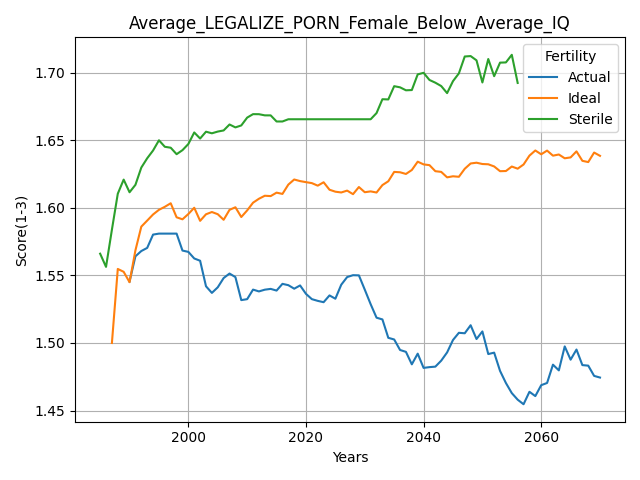 Average_LEGALIZE_PORN_Female_Below_Average_IQ
Score(1-3)
1.70
1.65
1.60
1.55
1.50
1.45
2000 2020 2040 2060
Years
Fertility
Actual
Ideal
Sterile